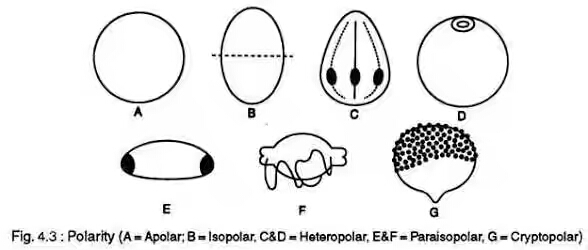 A
B
C
D
E
F
G
Fig. 4.3 : Polarity (A = Apolar; B = Isopolar, C&D = Heteropolar, E&F = Paraisopolar, G = Cryptopolar)